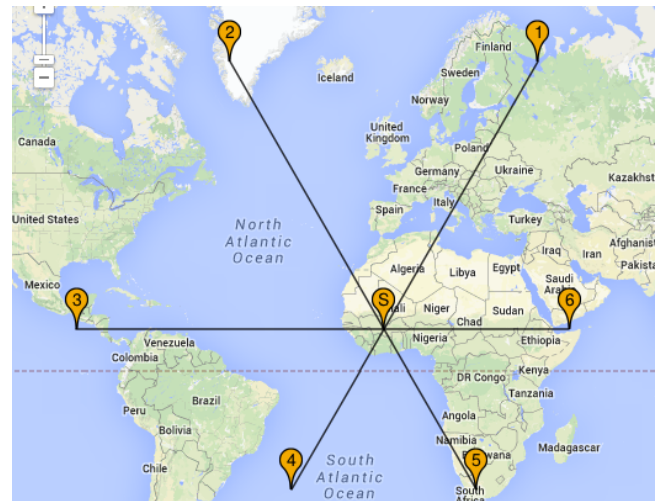 2
1
Finland
Iceland
Sweden
Norway
Canada
United
Kingdom
Poland
Germany
Ukraine
Kazakhst
France
Italy
Spain
Turkey
United States
North
Atlantic
Ocean
Iraq
Iran
Afghanistan
Pakista
Algeria
Libya
Egypt
Saudi
Mexico
3
S
6
Mali
Niger
Sudan
Chad
Nigeria
Ethiopia
Venezuela
Colombia
Kenya
DR Congo
Tanzania
Brazil
Peru
Angola
Bolivia
Namibia
Madagascar
4
5
Chile
South
Atlantic
Ocean
South
Africa